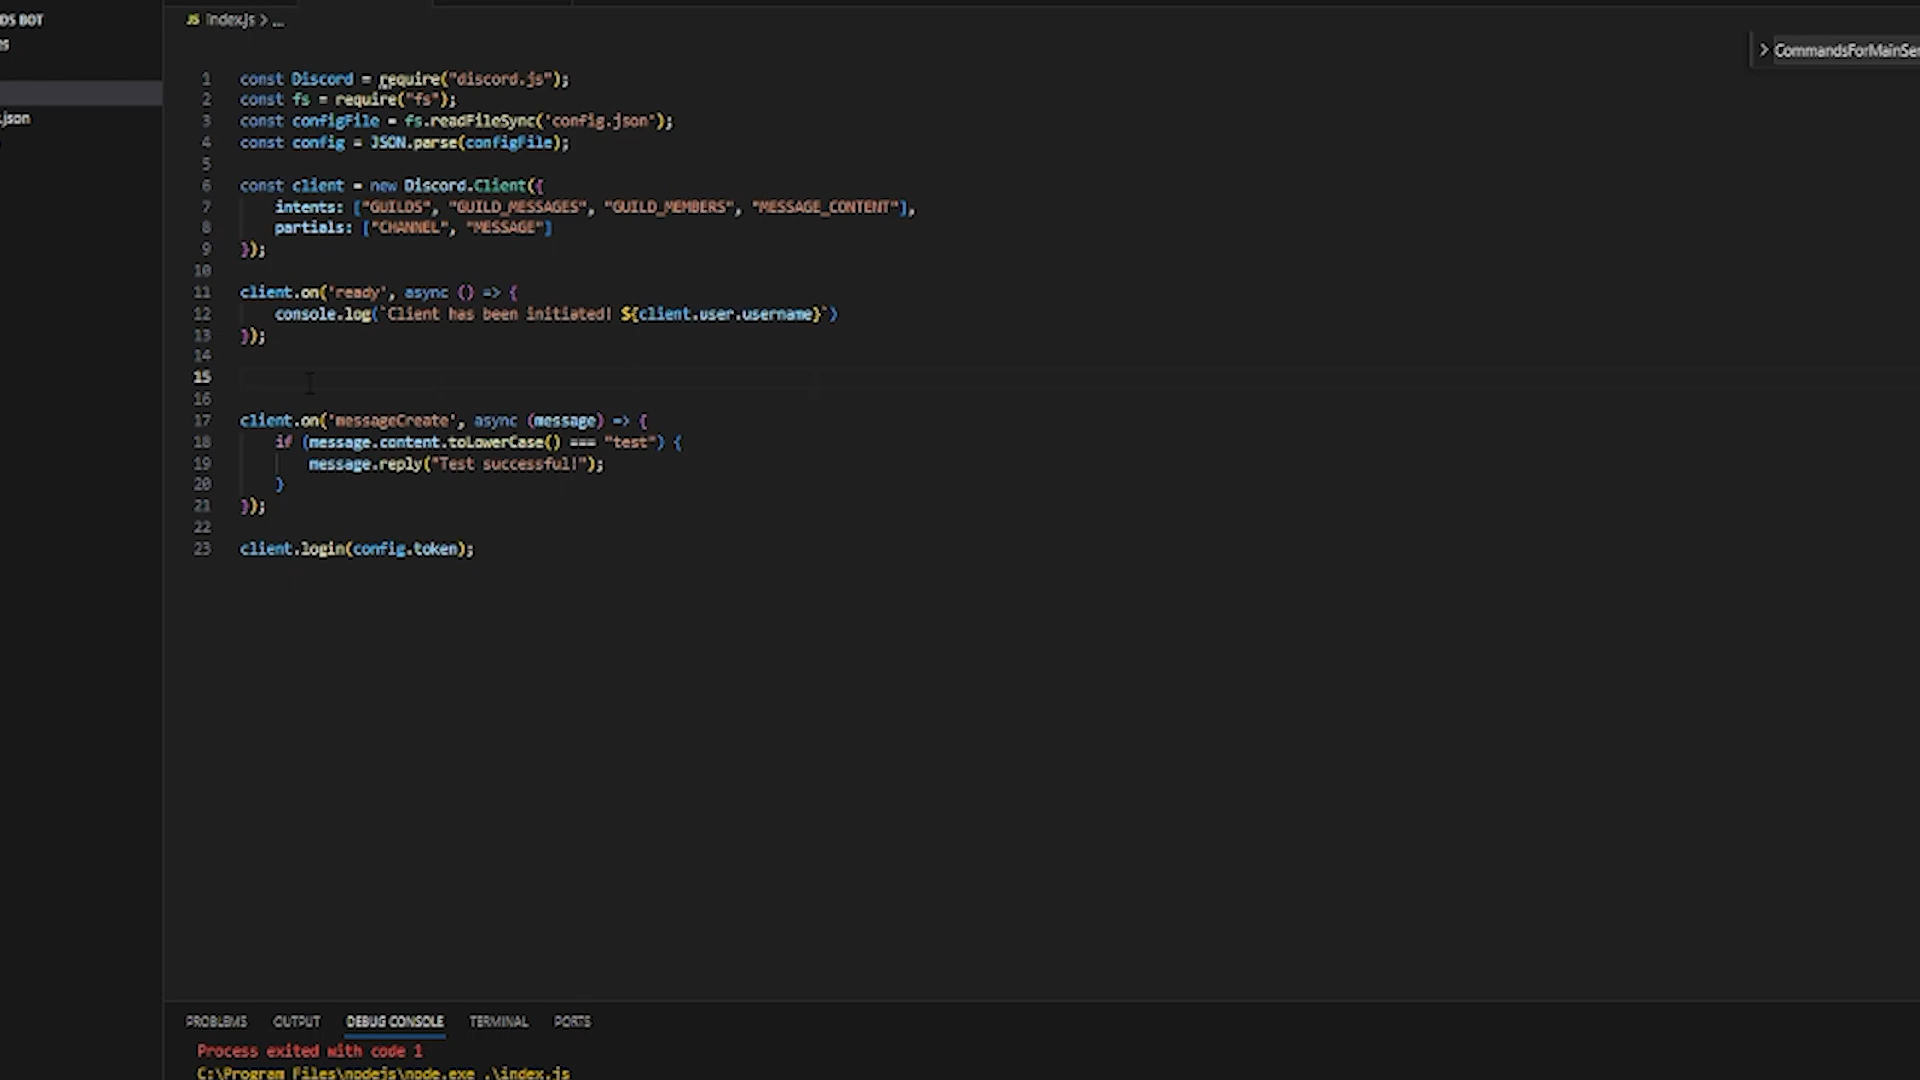 DS BOT
JS index.js > ...
CommandsForMainSer
.json
1 const Discord = require("discord.js");
2 const fs = require("fs");
3 const configFile = fs.readFileSync('config.json');
4 const config = JSON.parse(configFile);
5
6 const client = new Discord.Client({
7 intents: ["GUILDS", "GUILD_MESSAGES", "GUILD_MEMBERS", "MESSAGE_CONTENT"],
8 partials: ["CHANNEL", "MESSAGE"]
9 });
10
11 client.on('ready', async () => {
12 console.log(`Client has been initiated! ${client.user.username}`)
13 });
14
15
16
17 client.on('messageCreate', async (message) => {
18 if (message.content.toLowerCase() === "test") {
19 message.reply("Test successful!");
20 }
21 });
22
23 client.login(config.token);
PROBLEMS OUTPUT DEBUG CONSOLE TERMINAL PORTS
Process exited with code 1
C:\Program Files\nodejs\node.exe .\index.js